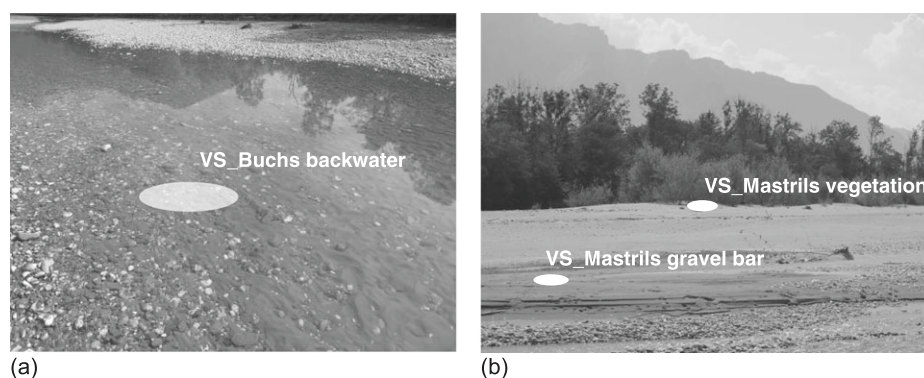 VS_Buchs backwater
VS_Mastrils vegetation
VS_Mastrils gravel bar
(a)
(b)